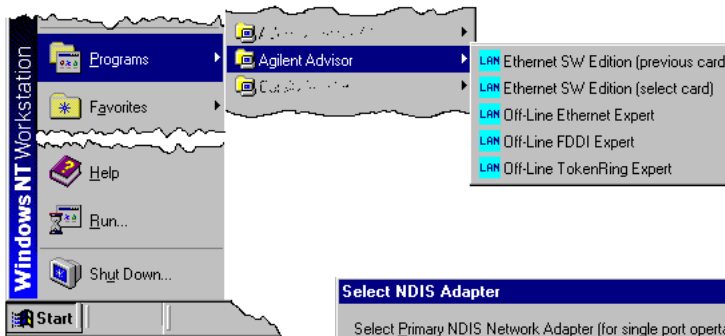 Windows NT Workstation
Programs
Favorites
Help
Run...
Shut Down...
Start
Agilent Advisor
LAN Ethernet SW Edition (previous card
LAN Ethernet SW Edition (select card)
LAN Off-Line Ethernet Expert
LAN Off-Line FDDI Expert
LAN Off-Line TokenRing Expert
Select NDIS Adapter
Select Primary NDIS Network Adapter (for single port operta